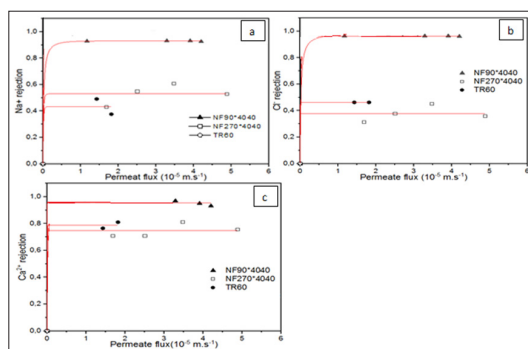 a
Na+ rejection
1.0
0.8
0.6
0.4
0.2
0.0
0 1 2 3 4 5 6
Permeat flux (10⁻⁵ m.s⁻¹)
NF90*4040
NF270*4040
TR60
b
Cl⁻ rejection
1.0
0.8
0.6
0.4
0.2
0.0
0 1 2 3 4 5 6
Permeate flux (10⁻⁵ m.s⁻¹)
NF90*4040
NF270*4040
TR60
c
Ca²⁺ rejection
1.0
0.8
0.6
0.4
0.2
0.0
0 1 2 3 4 5 6
Permeate flux(10⁻⁵ m.s⁻¹)
NF90*4040
NF270*4040
TR60